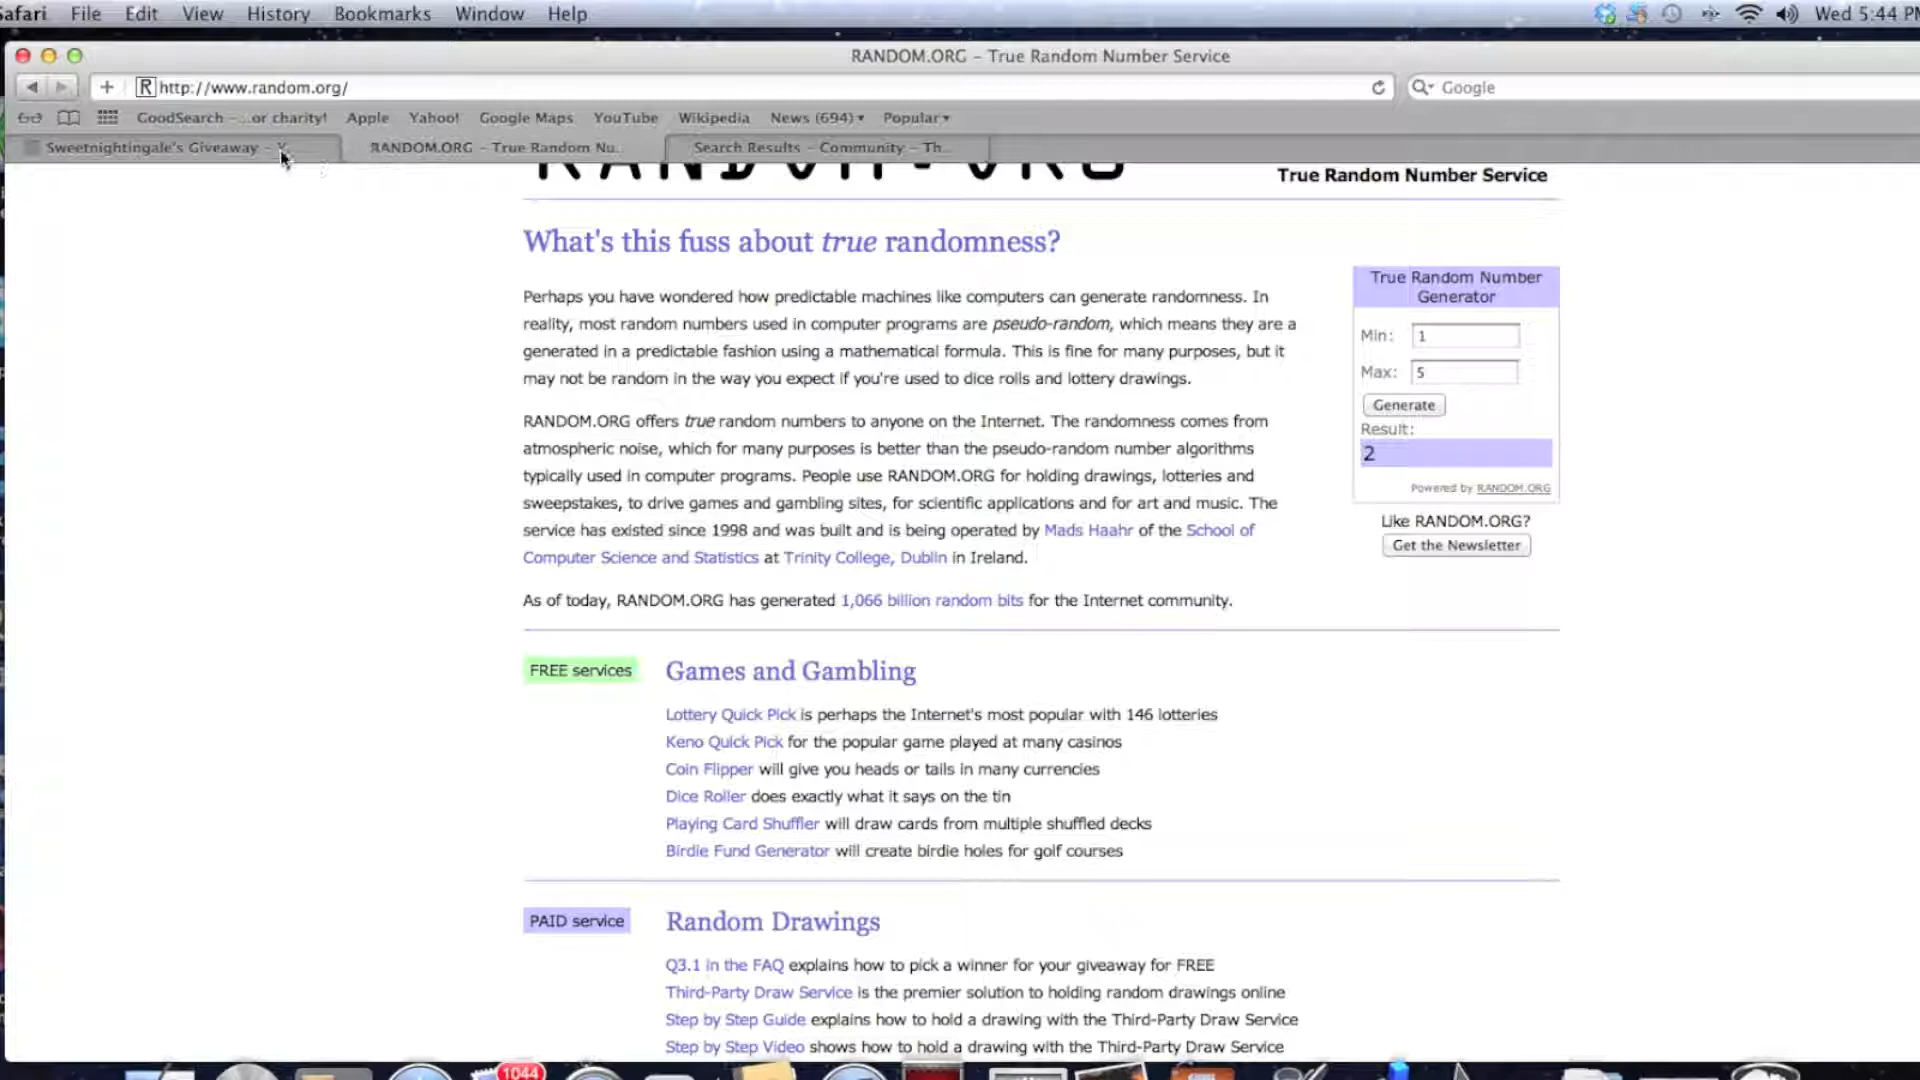 Safari File Edit View History Bookmarks Window Help Wed 5:44 PM
RANDOM.ORG – True Random Number Service
http://www.random.org/ Google
GoodSearch – ...or charity! Apple Yahoo! Google Maps YouTube Wikipedia News (694) Popular
Sweetnightingale's Giveaway – Y RANDOM.ORG – True Random Nu... Search Results – Community – Th...
RANDOM.ORG
True Random Number Service
What's this fuss about true randomness?
Perhaps you have wondered how predictable machines like computers can generate randomness. In
reality, most random numbers used in computer programs are pseudo-random, which means they are a
generated in a predictable fashion using a mathematical formula. This is fine for many purposes, but it
may not be random in the way you expect if you're used to dice rolls and lottery drawings.
RANDOM.ORG offers true random numbers to anyone on the Internet. The randomness comes from
atmospheric noise, which for many purposes is better than the pseudo-random number algorithms
typically used in computer programs. People use RANDOM.ORG for holding drawings, lotteries and
sweepstakes, to drive games and gambling sites, for scientific applications and for art and music. The
service has existed since 1998 and was built and is being operated by Mads Haahr of the School of
Computer Science and Statistics at Trinity College, Dublin in Ireland.
As of today, RANDOM.ORG has generated 1,066 billion random bits for the Internet community.
True Random Number
Generator
Min: 1
Max: 5
Generate
Result:
2
Powered by RANDOM.ORG
Like RANDOM.ORG?
Get the Newsletter
FREE services
Games and Gambling
Lottery Quick Pick is perhaps the Internet's most popular with 146 lotteries
Keno Quick Pick for the popular game played at many casinos
Coin Flipper will give you heads or tails in many currencies
Dice Roller does exactly what it says on the tin
Playing Card Shuffler will draw cards from multiple shuffled decks
Birdie Fund Generator will create birdie holes for golf courses
PAID service
Random Drawings
Q3.1 in the FAQ explains how to pick a winner for your giveaway for FREE
Third-Party Draw Service is the premier solution to holding random drawings online
Step by Step Guide explains how to hold a drawing with the Third-Party Draw Service
Step by Step Video shows how to hold a drawing with the Third-Party Draw Service
1044